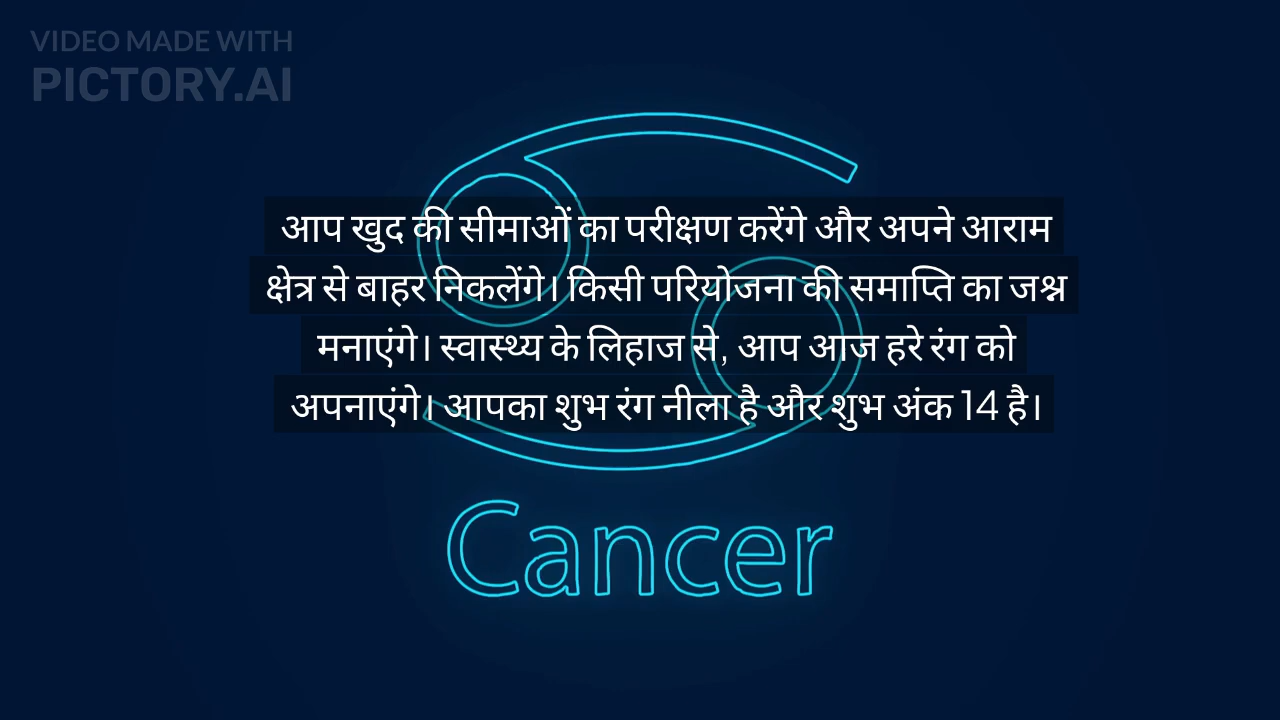 VIDEO MADE WITH
PICTORY.AI
आप खुद की सीमाओं का परीक्षण करेंगे और अपने आराम
क्षेत्र से बाहर निकलेंगे। किसी परियोजना की समाप्ति का जश्न
मनाएंगे। स्वास्थ्य के लिहाज से, आप आज हरे रंग को
अपनाएंगे। आपका शुभ रंग नीला है और शुभ अंक 14 है।
Cancer